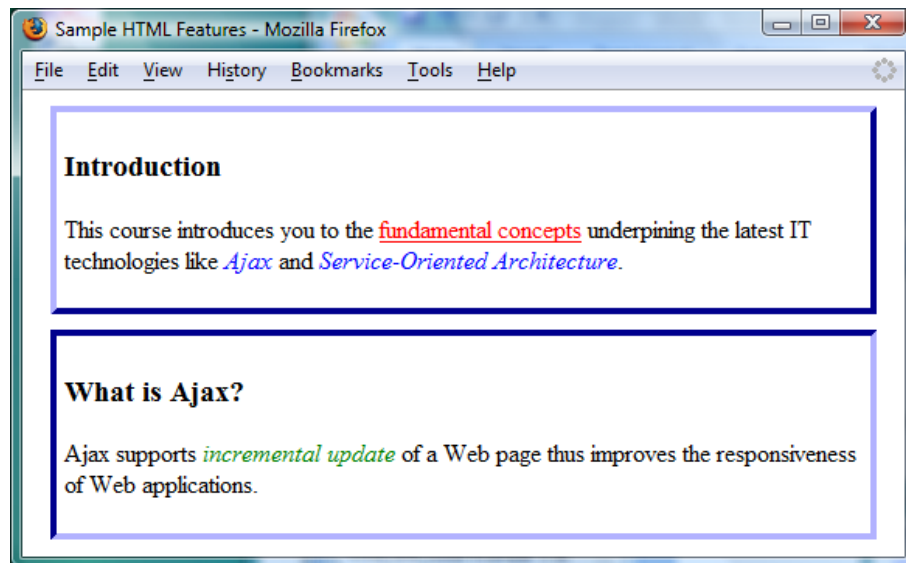 Sample HTML Features - Mozilla Firefox
File Edit View History Bookmarks Tools Help
Introduction
This course introduces you to the fundamental concepts underpining the latest IT
technologies like Ajax and Service-Oriented Architecture.
What is Ajax?
Ajax supports incremental update of a Web page thus improves the responsiveness
of Web applications.